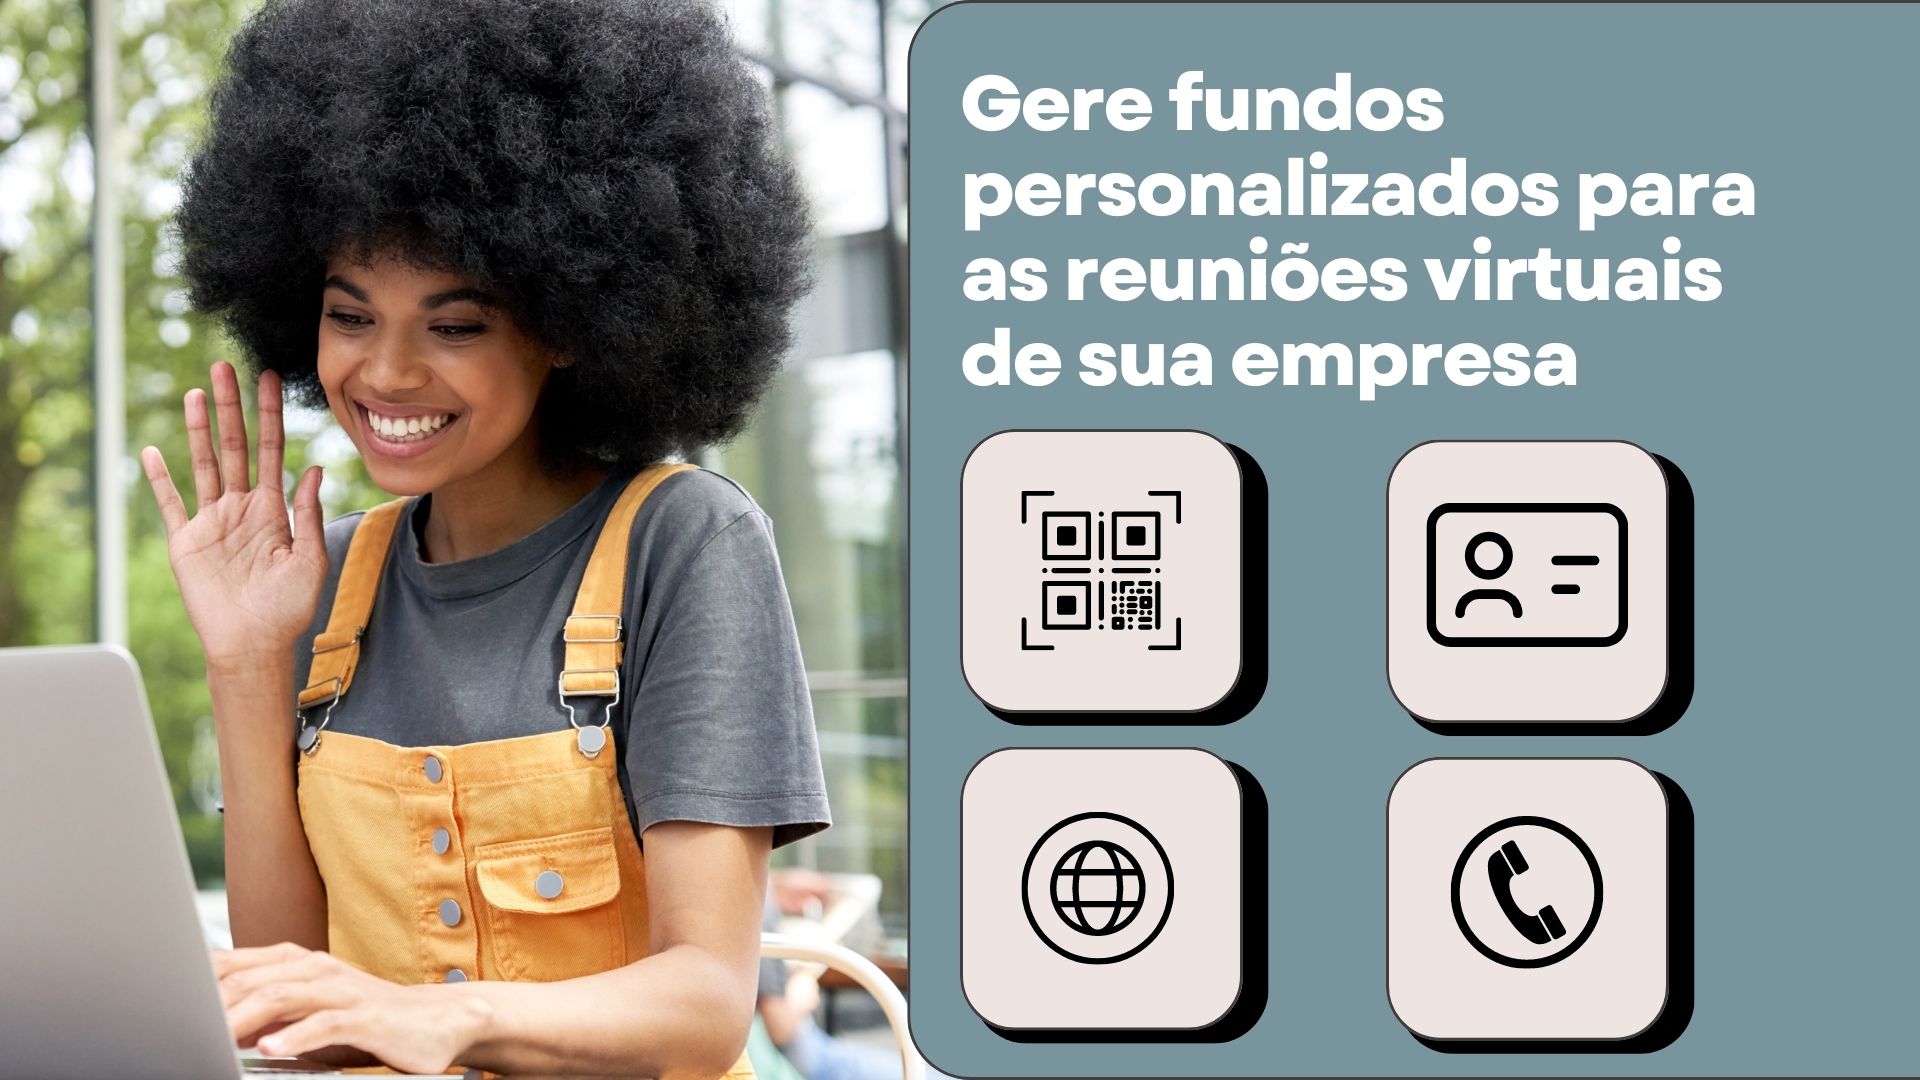 Gere fundos
personalizados para
as reuniões virtuais
de sua empresa